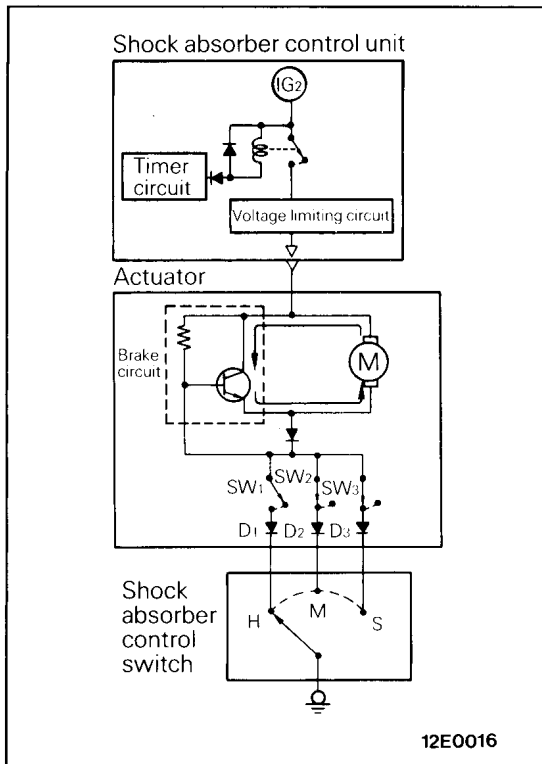 Shock absorber control unit
IG2
Timer
circuit
Voltage limiting circuit
Actuator
Brake
circuit
M
SW1
SW2
SW3
D1
D2
D3
Shock
absorber
control
switch
H
M
S
12E0016